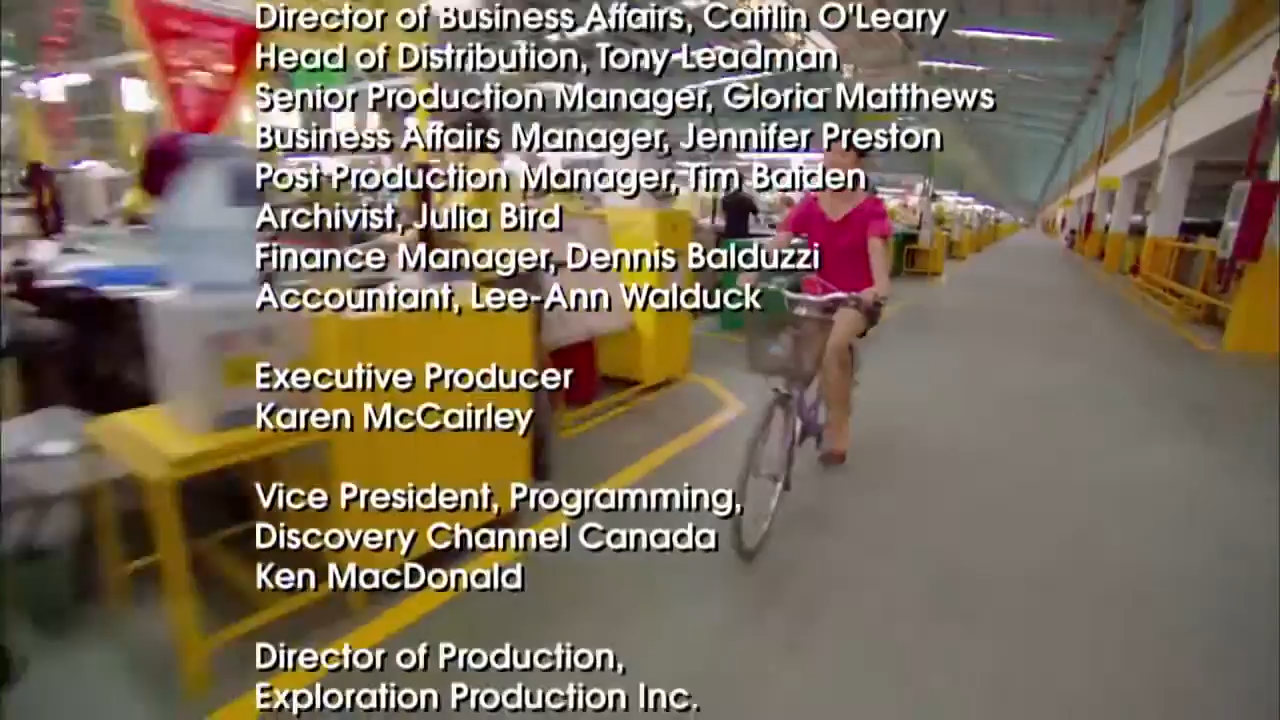 Director of Business Affairs, Caitlin O'Leary
Head of Distribution, Tony Leadman
Senior Production Manager, Gloria Matthews
Business Affairs Manager, Jennifer Preston
Post Production Manager, Tim Balden
Archivist, Julia Bird
Finance Manager, Dennis Balduzzi
Accountant, Lee-Ann Walduck
Executive Producer
Karen McCairley
Vice President, Programming,
Discovery Channel Canada
Ken MacDonald
Director of Production,
Exploration Production Inc.